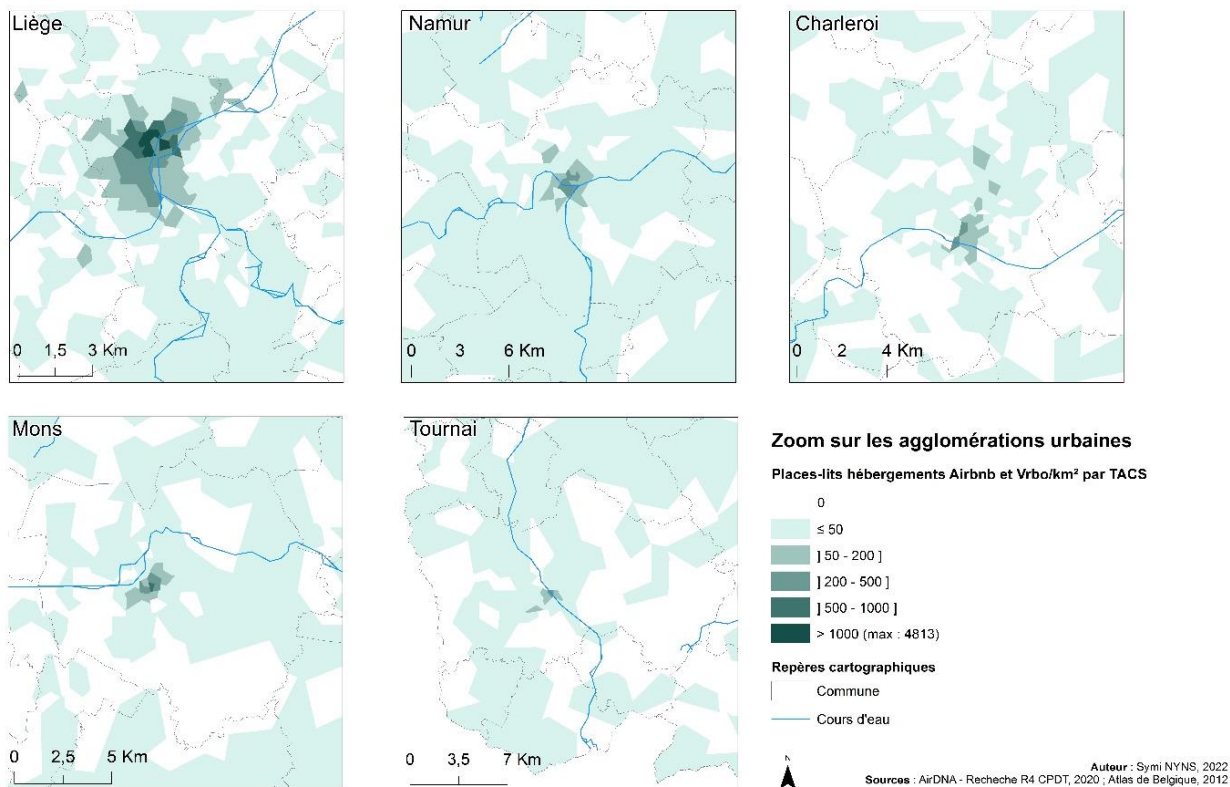 Liège
0 1,5 3 Km
Namur
0 3 6 Km
Charleroi
0 2 4 Km
Mons
0 2,5 5 Km
Tournai
0 3,5 7 Km
Zoom sur les agglomérations urbaines
Places-lits hébergements Airbnb et Vrbo/km² par TACS
0
≤ 50
] 50 - 200 ]
] 200 - 500 ]
] 500 - 1000 ]
> 1000 (max : 4813)
Repères cartographiques
Commune
Cours d'eau
N
Auteur : Symi NYNS, 2022
Sources : AirDNA - Recheche R4 CPDT, 2020 ; Atlas de Belgique, 2012